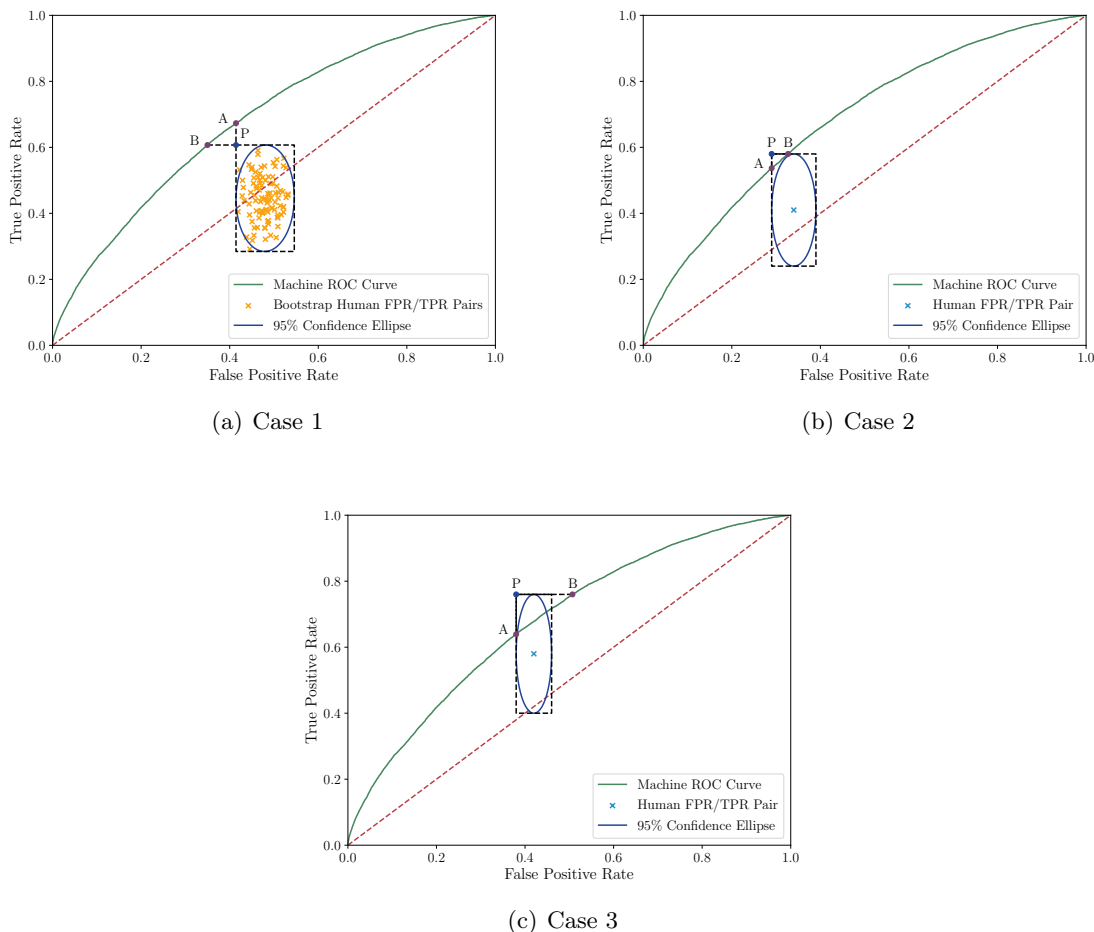 1.0
0.8
0.6
0.4
0.2
0.0
True Positive Rate
A
P
B
Machine ROC Curve
Bootstrap Human FPR/TPR Pairs
95% Confidence Ellipse
0.0 0.2 0.4 0.6 0.8 1.0
False Positive Rate
(a) Case 1
1.0
0.8
0.6
0.4
0.2
0.0
True Positive Rate
P B
A
Machine ROC Curve
Human FPR/TPR Pair
95% Confidence Ellipse
0.0 0.2 0.4 0.6 0.8 1.0
False Positive Rate
(b) Case 2
1.0
0.8
0.6
0.4
0.2
0.0
True Positive Rate
P B
A
Machine ROC Curve
Human FPR/TPR Pair
95% Confidence Ellipse
0.0 0.2 0.4 0.6 0.8 1.0
False Positive Rate
(c) Case 3